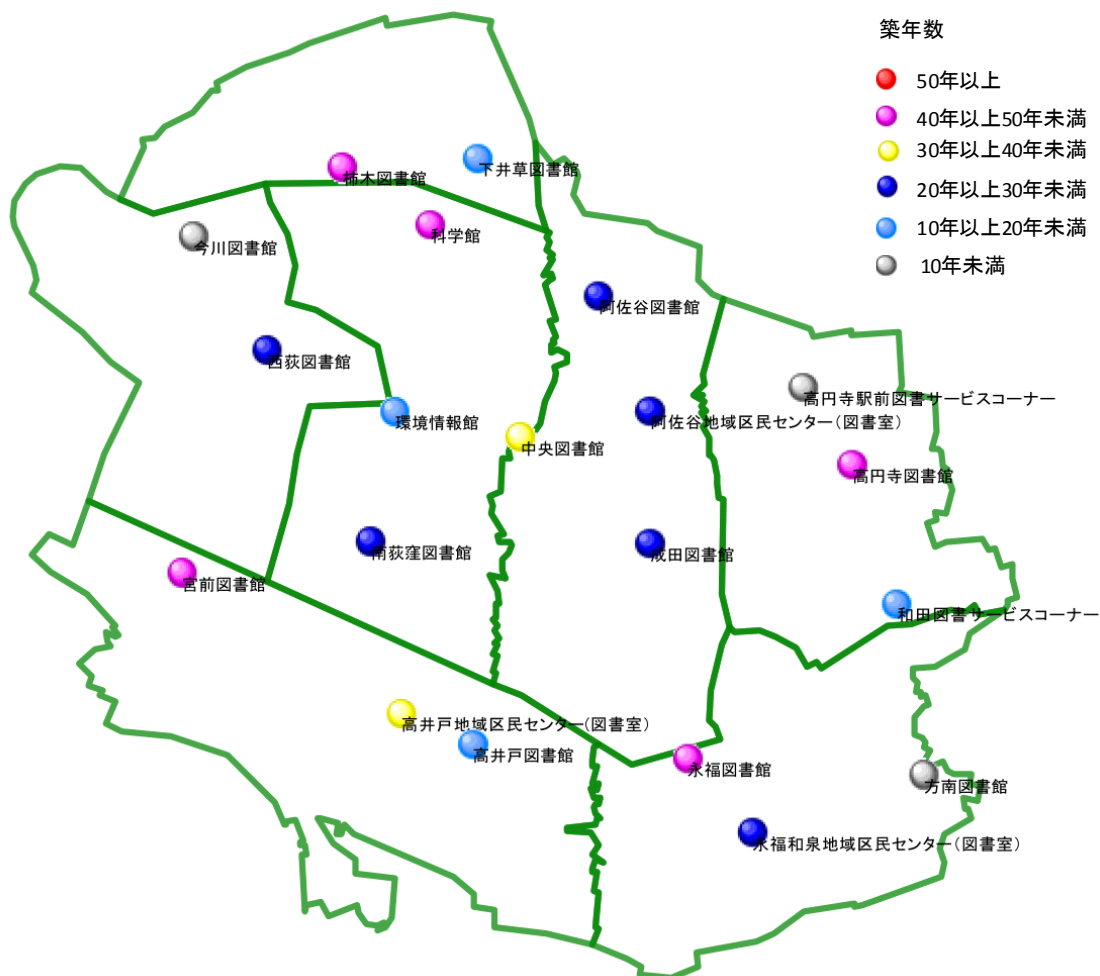 築年数
50年以上
40年以上50年未満
30年以上40年未満
20年以上30年未満
10年以上20年未満
10年未満
柿木図書館
下井草図書館
今川図書館
科学館
阿佐谷図書館
西荻図書館
高円寺駅前図書サービスコーナー
環境情報館
阿佐谷地域区民センター(図書室)
中央図書館
高円寺図書館
南荻窪図書館
成田図書館
宮前図書館
和田図書サービスコーナー
高井戸地域区民センター(図書室)
高井戸図書館
永福図書館
方南図書館
永福和泉地域区民センター(図書室)